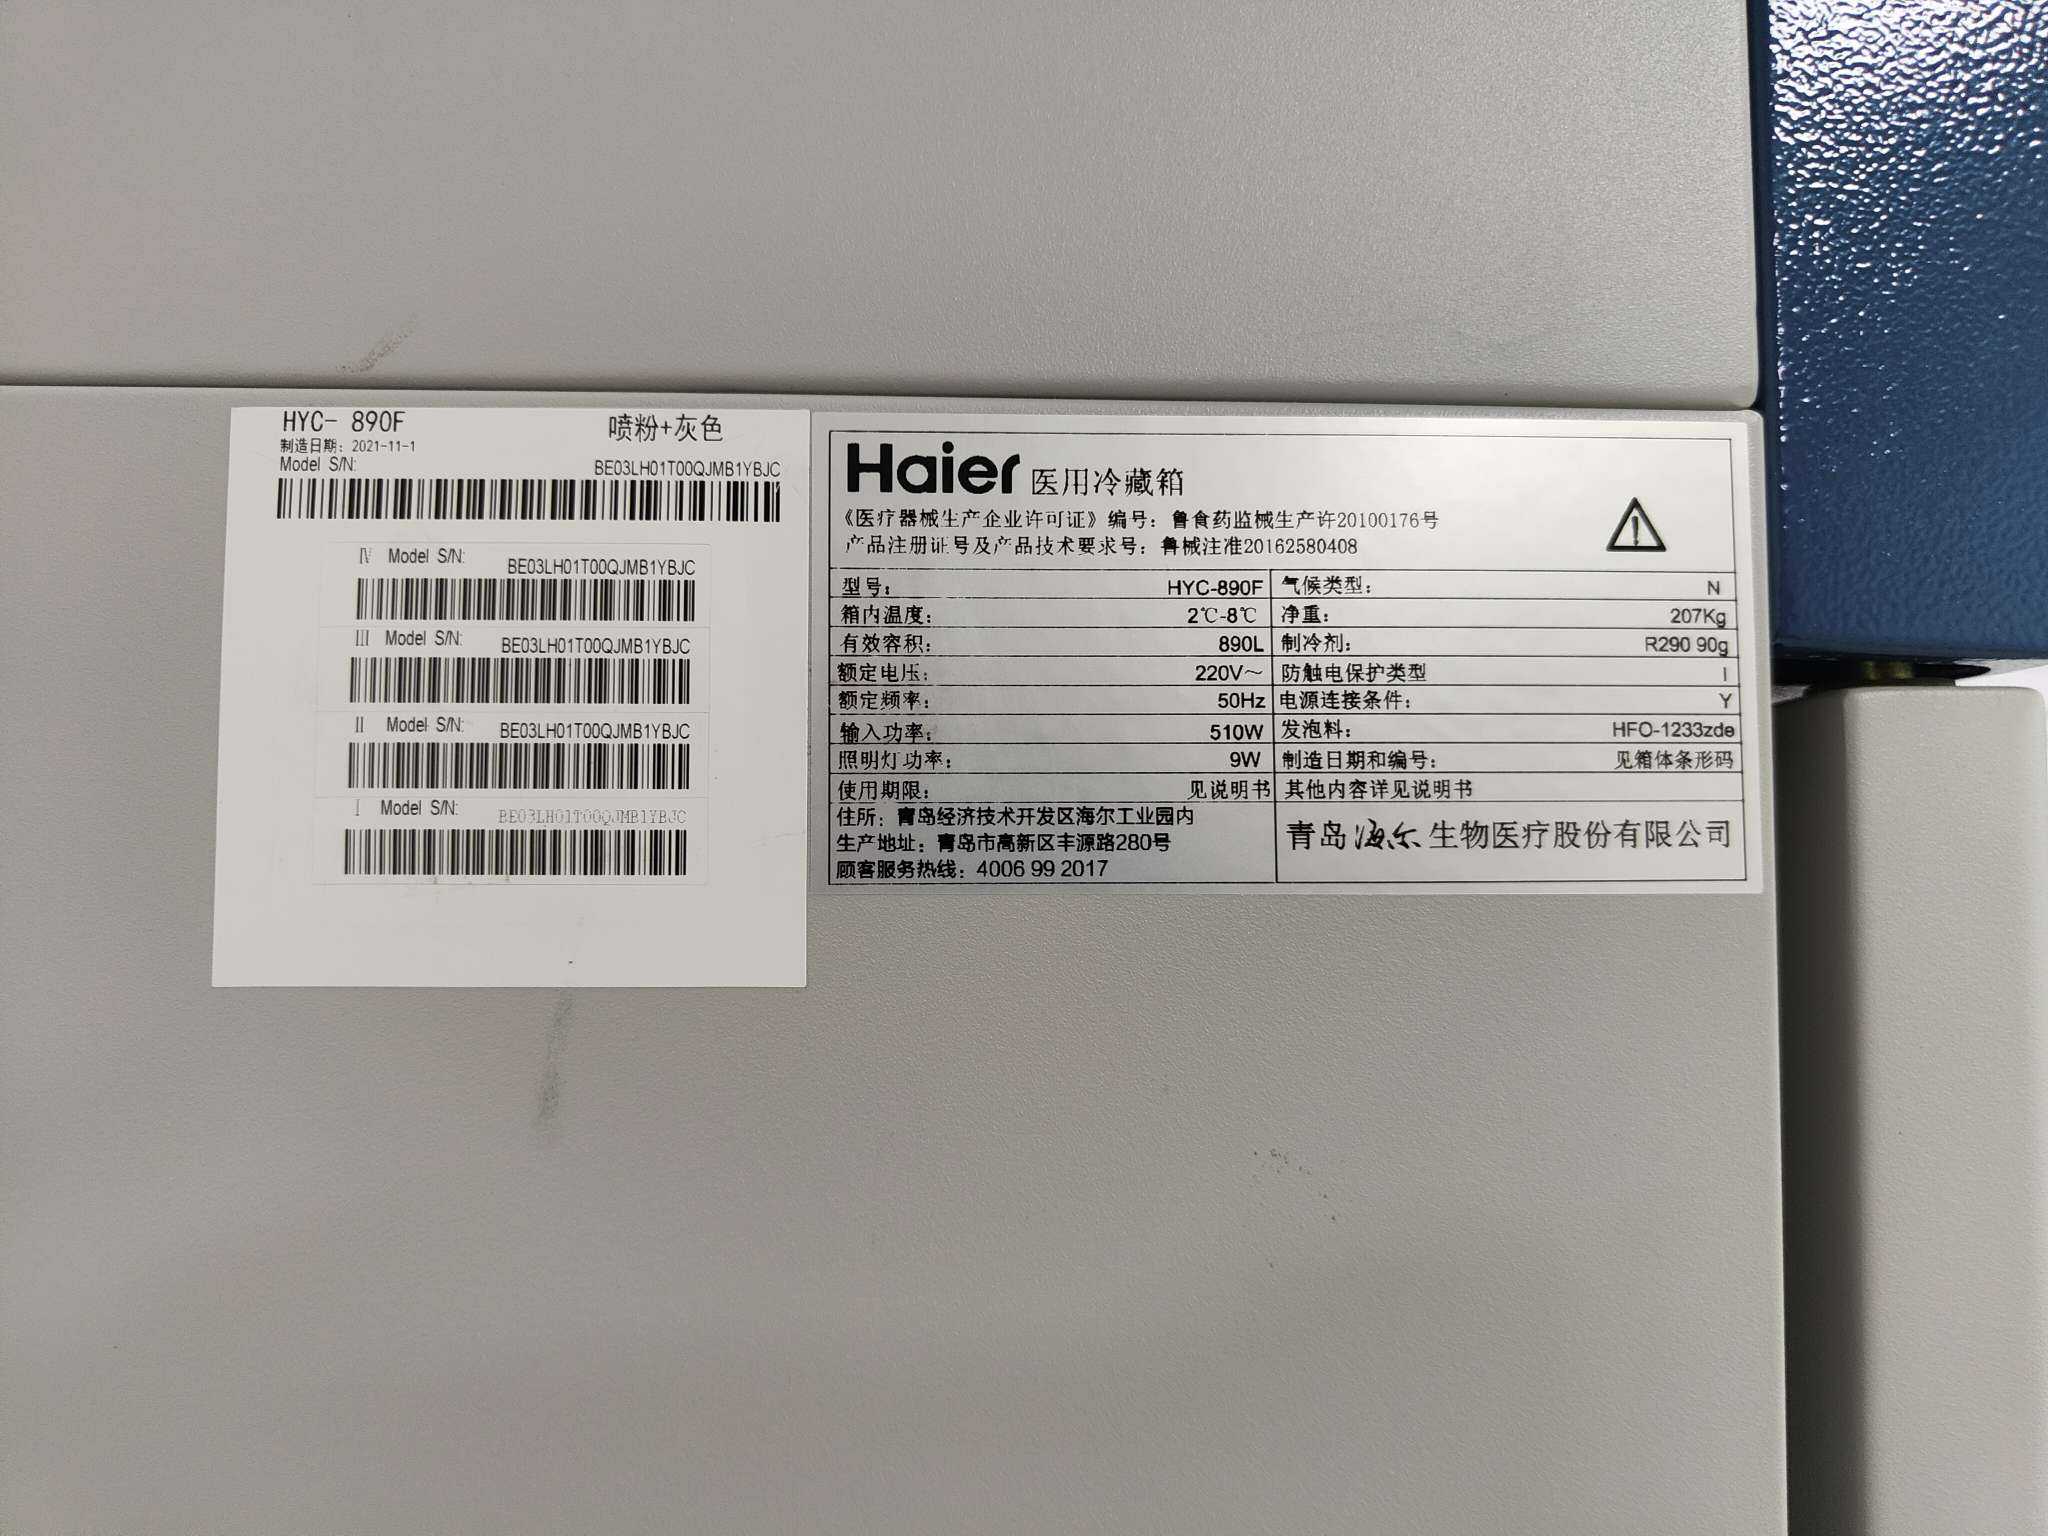 HYC- 890F 喷粉+灰色
制造日期: 2021-11-1
Model S/N: BE03LH01T00QJMB1YBJC
Ⅳ Model S/N: BE03LH01T00QJMB1YBJC
Ⅲ Model S/N: BE03LH01T00QJMB1YBJC
Ⅱ Model S/N: BE03LH01T00QJMB1YBJC
Ⅰ Model S/N: BE03LH01T00QJMB1YBJC
Haier 医用冷藏箱
《医疗器械生产企业许可证》编号：鲁食药监械生产许20100176号
产品注册证号及产品技术要求号：鲁械注准20162580408
型号： HYC-890F 气候类型： N
箱内温度： 2℃-8℃ 净重： 207Kg
有效容积： 890L 制冷剂： R290 90g
额定电压： 220V～ 防触电保护类型 I
额定频率： 50Hz 电源连接条件： Y
输入功率： 510W 发泡料： HFO-1233zde
照明灯功率： 9W 制造日期和编号： 见箱体条形码
使用期限： 见说明书 其他内容详见说明书
住所：青岛经济技术开发区海尔工业园内
生产地址：青岛市高新区丰源路280号
顾客服务热线：4006 99 2017
青岛海尔生物医疗股份有限公司